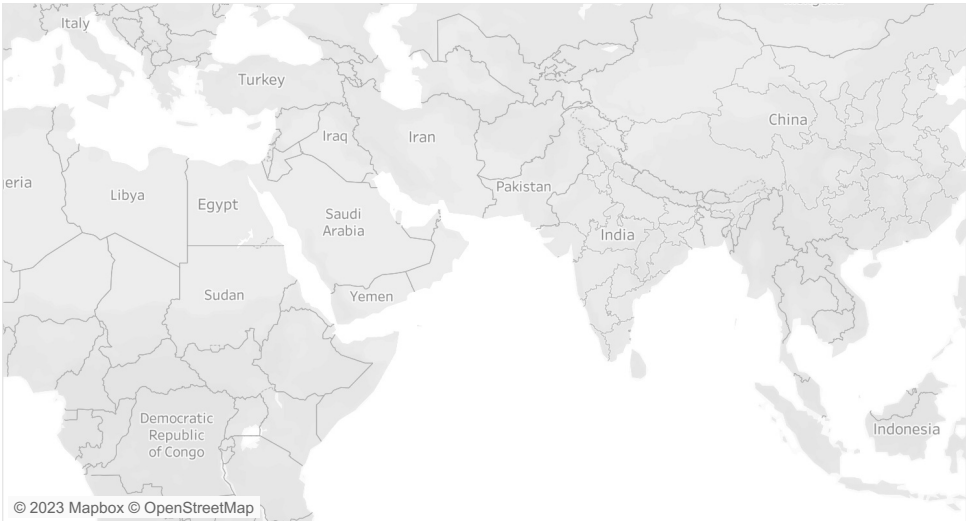 Italy
Turkey
China
Iraq
Iran
eria
Libya
Egypt
Pakistan
Saudi
Arabia
India
Sudan
Yemen
Democratic
Republic
of Congo
Indonesia
© 2023 Mapbox © OpenStreetMap